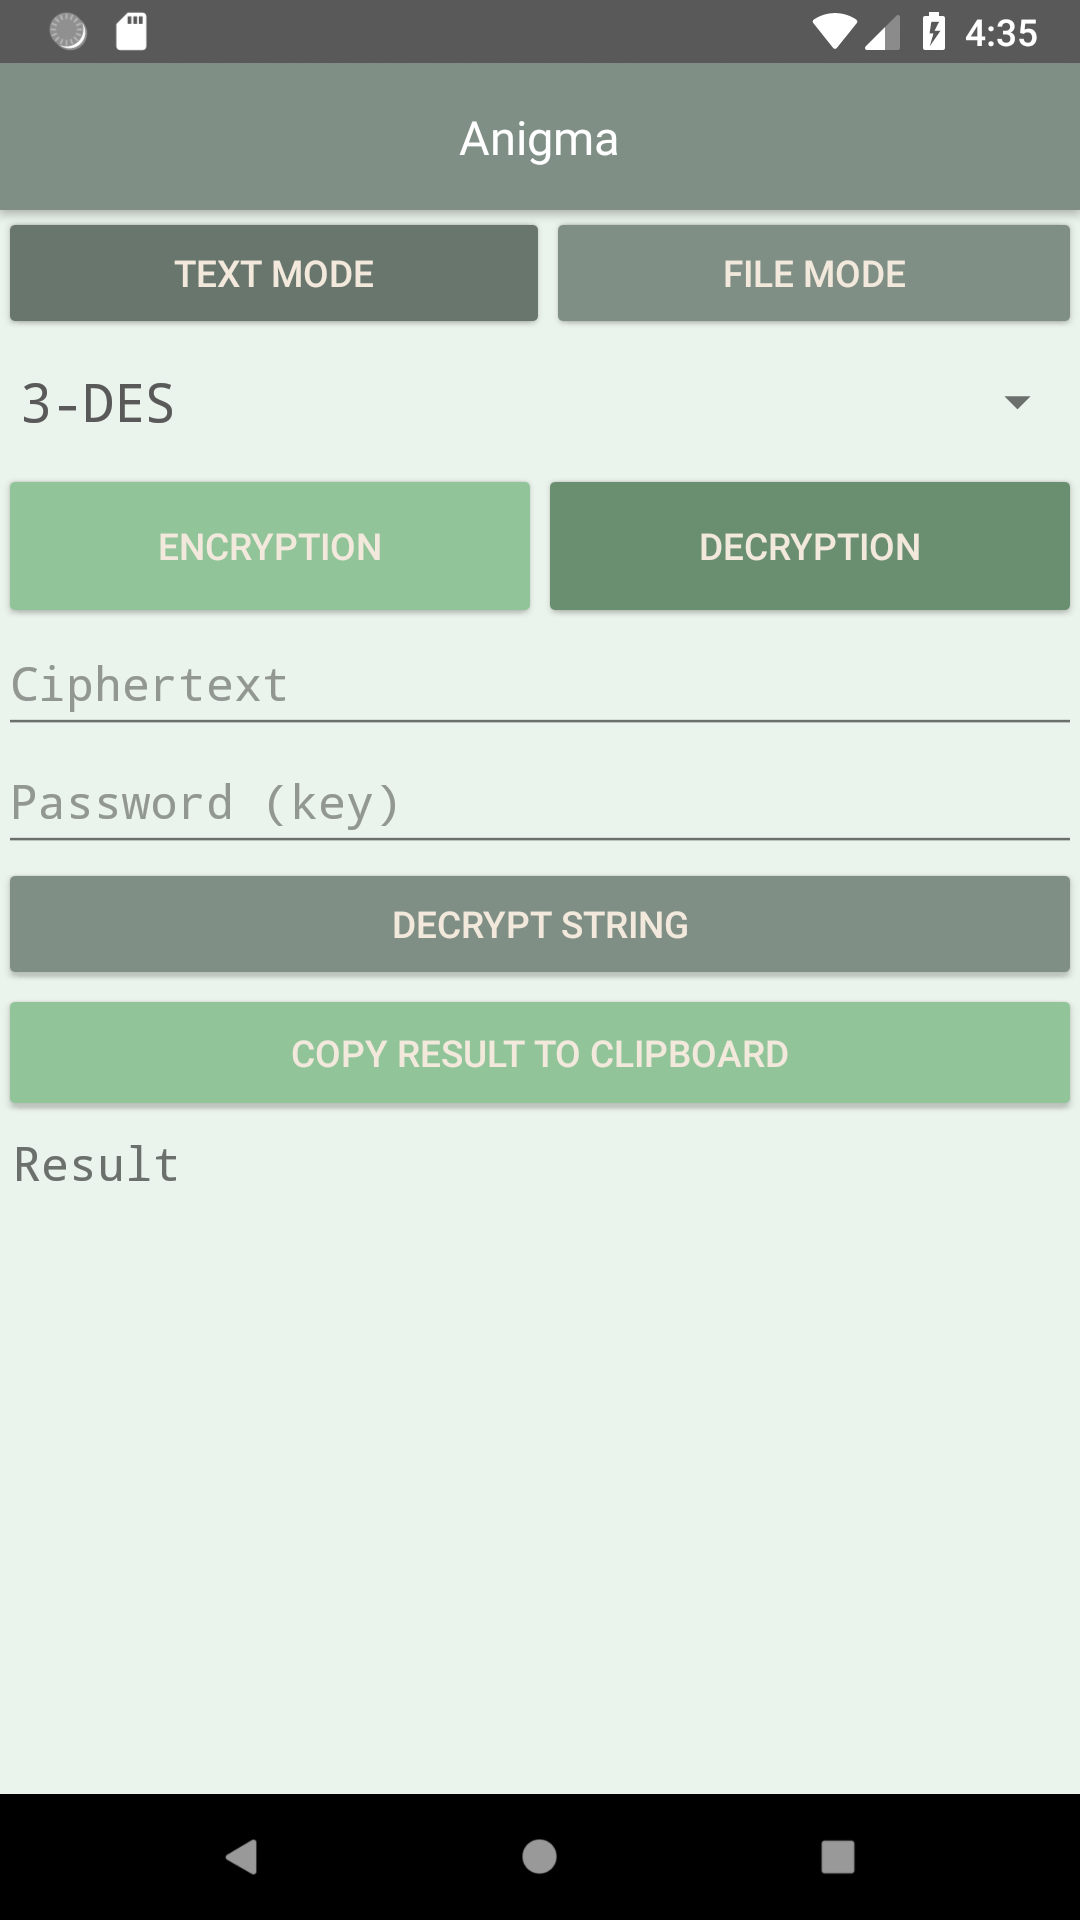 4:35
Anigma
TEXT MODE
FILE MODE
3-DES
ENCRYPTION
DECRYPTION
Ciphertext
Password (key)
DECRYPT STRING
COPY RESULT TO CLIPBOARD
Result